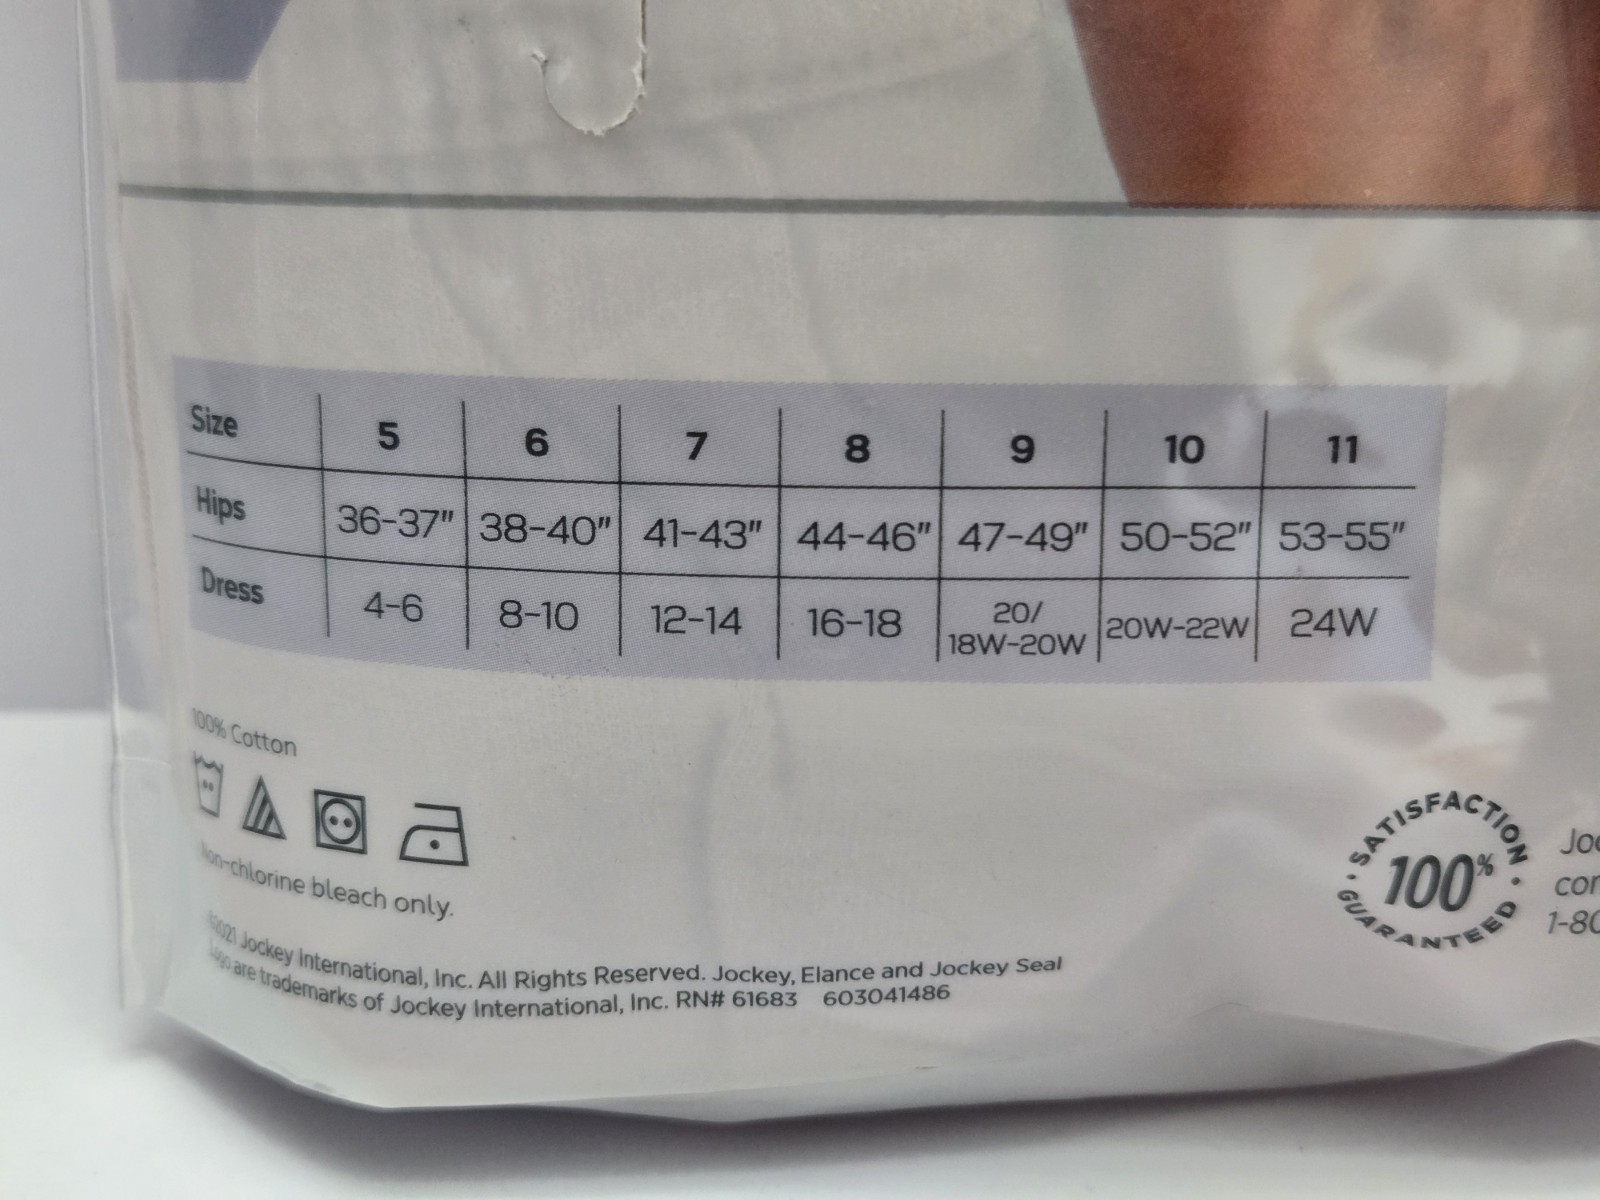 Size 5 6 7 8 9 10 11
Hips 36-37" 38-40" 41-43" 44-46" 47-49" 50-52" 53-55"
Dress 4-6 8-10 12-14 16-18 20/ 18W-20W 20W-22W 24W
100% Cotton
Non-chlorine bleach only.
©2021 Jockey International, Inc. All Rights Reserved. Jockey, Elance and Jockey Seal
Logo are trademarks of Jockey International, Inc. RN# 61683 603041486
SATISFACTION
100%
GUARANTEED
1-80